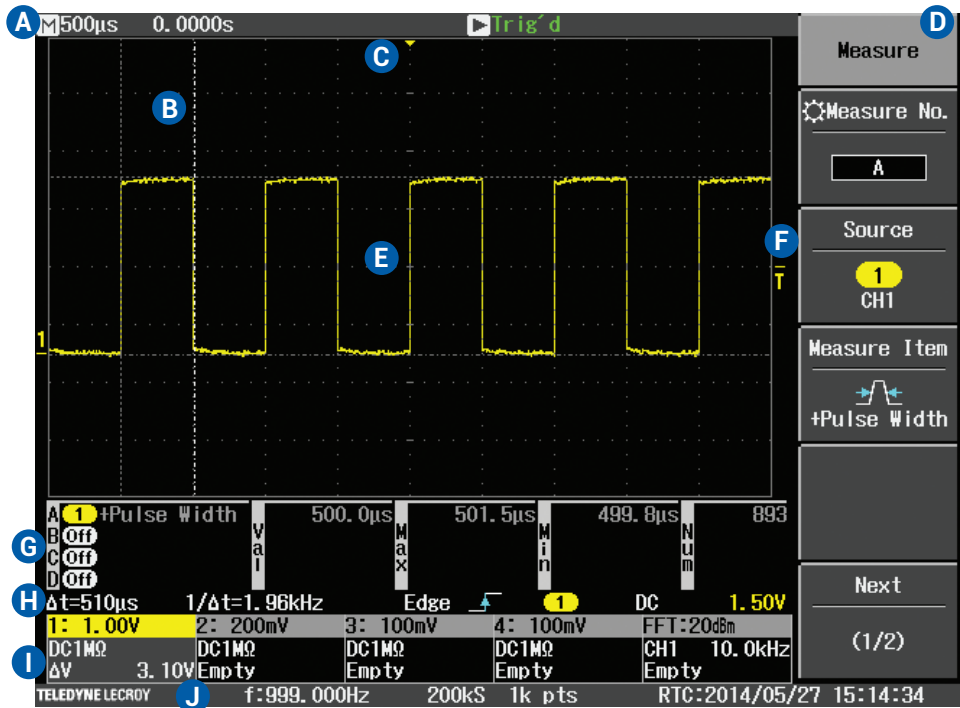 A M 500μs 0.0000s Trig´d D
Measure
C
B
Measure No.
A
Source
1
CH1
F
T
E
1
Measure Item
+Pulse Width
A 1 +Pulse Width Val 500.0μs Max 501.5μs Min 499.8μs Num 893
G
B Off
C Off
D Off
H Δt=510μs 1/Δt=1.96kHz Edge 1 DC 1.50V
Next
(1/2)
1: 1.00V 2: 200mV 3: 100mV 4: 100mV FFT:20dBm
DC1MΩ DC1MΩ DC1MΩ DC1MΩ CH1 10.0kHz
I
ΔV 3.10V Empty Empty Empty Empty
TELEDYNE LECROY J f:999.000Hz 200kS 1k pts RTC:2014/05/27 15:14:34